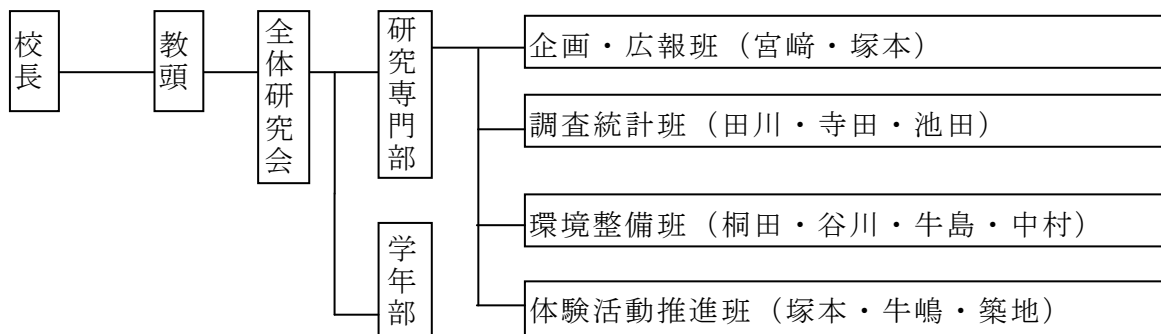 校長
教頭
全体研究会
研究専門部
学年部
企画・広報班（宮﨑・塚本）
調査統計班（田川・寺田・池田）
環境整備班（桐田・谷川・牛島・中村）
体験活動推進班（塚本・牛嶋・築地）